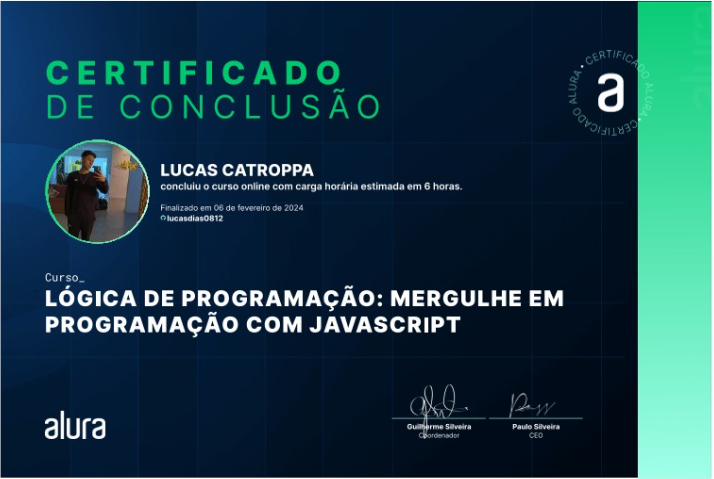 CERTIFICADO
DE CONCLUSÃO
CERTIFICADO ALURA • CERTIFICADO ALURA •
a
LUCAS CATROPPA
concluiu o curso online com carga horária estimada em 6 horas.
Finalizado em 06 de fevereiro de 2024
lucasdias0812
Curso_
LÓGICA DE PROGRAMAÇÃO: MERGULHE EM
PROGRAMAÇÃO COM JAVASCRIPT
alura
Guilherme Silveira
Coordenador
Paulo Silveira
CEO
alura